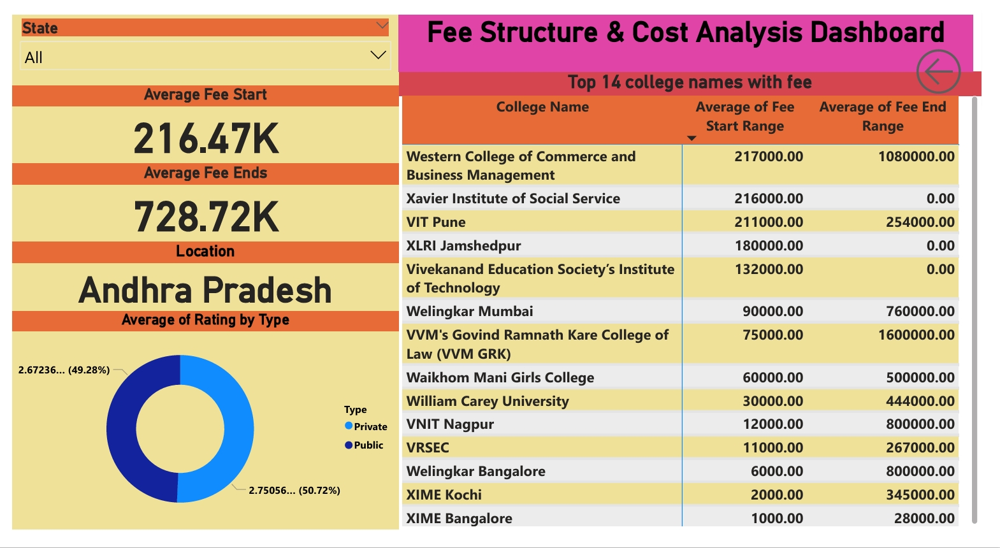 State
All
Average Fee Start
216.47K
Average Fee Ends
728.72K
Location
Andhra Pradesh
Average of Rating by Type
2.67236... (49.28%)
2.75056... (50.72%)
Type
Private
Public
Fee Structure & Cost Analysis Dashboard
Top 14 college names with fee
College Name Average of Fee Average of Fee End
Start Range Range
Western College of Commerce and 217000.00 1080000.00
Business Management
Xavier Institute of Social Service 216000.00 0.00
VIT Pune 211000.00 254000.00
XLRI Jamshedpur 180000.00 0.00
Vivekanand Education Society’s Institute 132000.00 0.00
of Technology
Welingkar Mumbai 90000.00 760000.00
VVM's Govind Ramnath Kare College of 75000.00 1600000.00
Law (VVM GRK)
Waikhom Mani Girls College 60000.00 500000.00
William Carey University 30000.00 444000.00
VNIT Nagpur 12000.00 800000.00
VRSEC 11000.00 267000.00
Welingkar Bangalore 6000.00 800000.00
XIME Kochi 2000.00 345000.00
XIME Bangalore 1000.00 28000.00